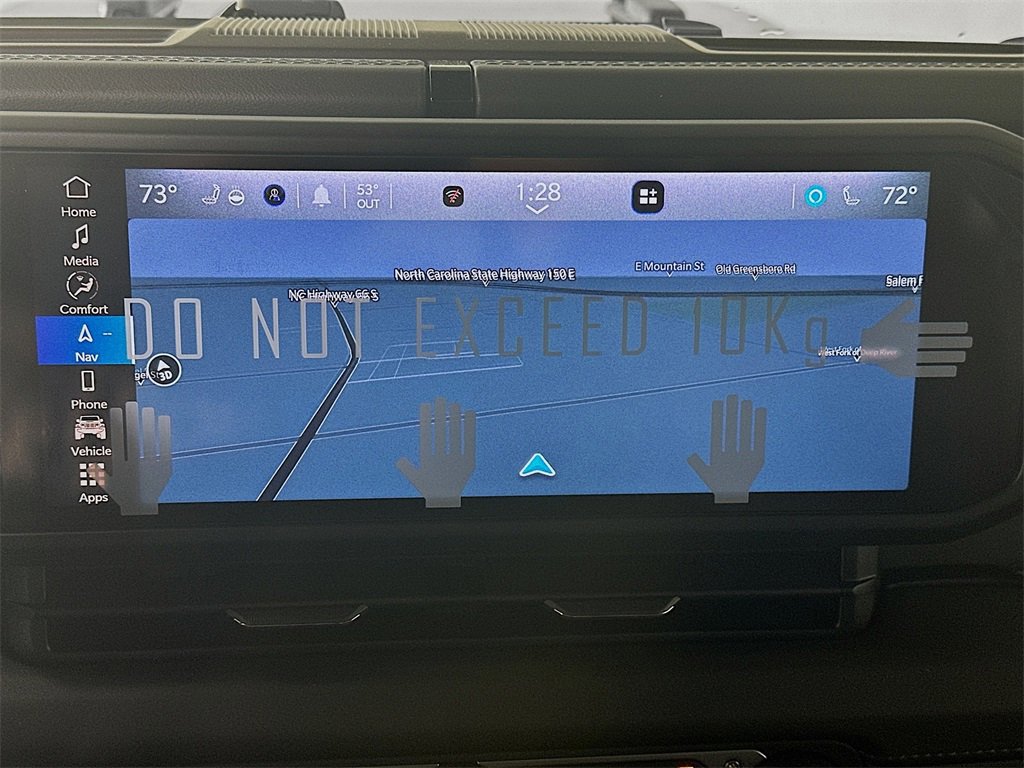 73° 53° OUT 1:28 72°
Home
Media
Comfort
Nav
Phone
Vehicle
Apps
North Carolina State Highway 150 E
E Mountain St
Old Greensboro Rd
Salem
NC Highway 66 S
DO NOT EXCEED 10Kg
West Fork of Deep River
3D